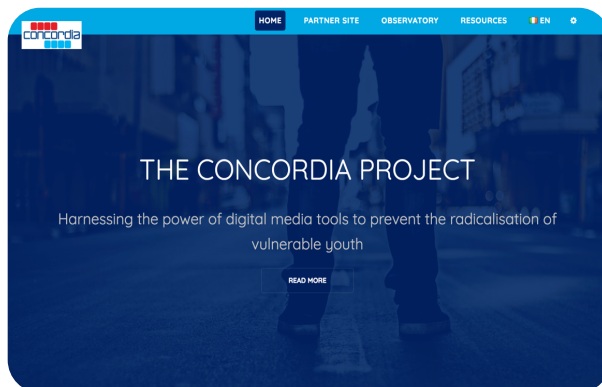 concordia
HOME PARTNER SITE OBSERVATORY RESOURCES EN
THE CONCORDIA PROJECT
Harnessing the power of digital media tools to prevent the radicalisation of
vulnerable youth
READ MORE